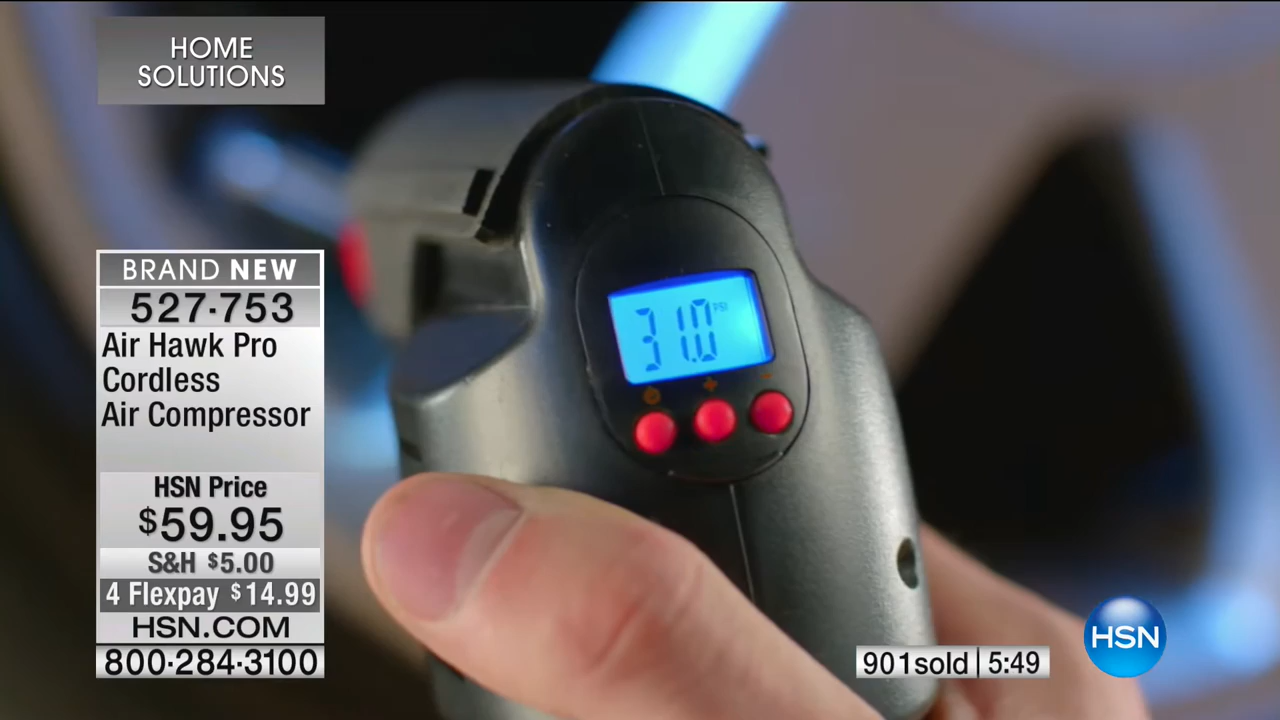 HOME
SOLUTIONS
BRAND NEW
527·753
Air Hawk Pro
Cordless
Air Compressor
HSN Price
$59.95
S&H $5.00
4 Flexpay $14.99
HSN.COM
800·284·3100
31.0 PSI
+
-
901sold | 5:49
HSN